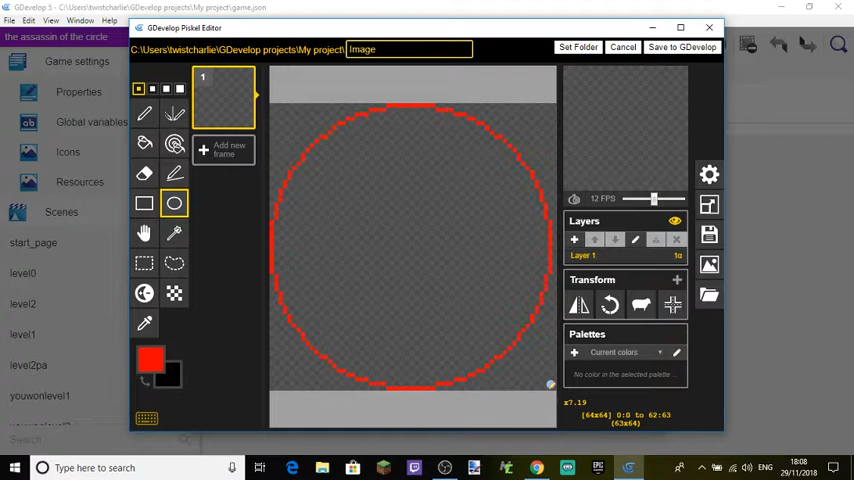 GDevelop 5 - C:\Users\twistcharlie\GDevelop projects\My project\game.json
File Edit View Window Help
the assassin of the circle
Game settings
Properties
Global variables
Icons
Resources
Scenes
start_page
level0
level2
level1
level2pa
youwonlevel1
Search
GDevelop Piskel Editor
C:\Users\twistcharlie\GDevelop projects\My project\
Image
Set Folder
Cancel
Save to GDevelop
1
Add new
frame
12 FPS
Layers
Layer 1
1α
Transform
Palettes
Current colors
No color in the selected palette ...
x7.19
[64x64] 0:0 to 62:63
(63x64)
Type here to search
EPIC
ENG
18:08
29/11/2018